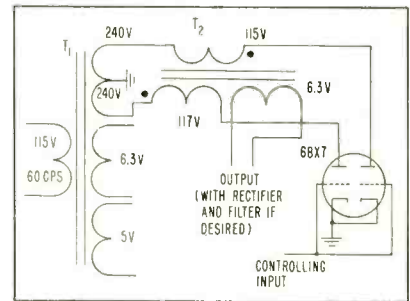 240V
T2
115V
T1
240V
6.3V
117V
115V
60 CPS
6.3V
68X7
OUTPUT
(WITH RECTIFIER
AND FILTER IF
DESIRED)
5V
CONTROLLING
INPUT